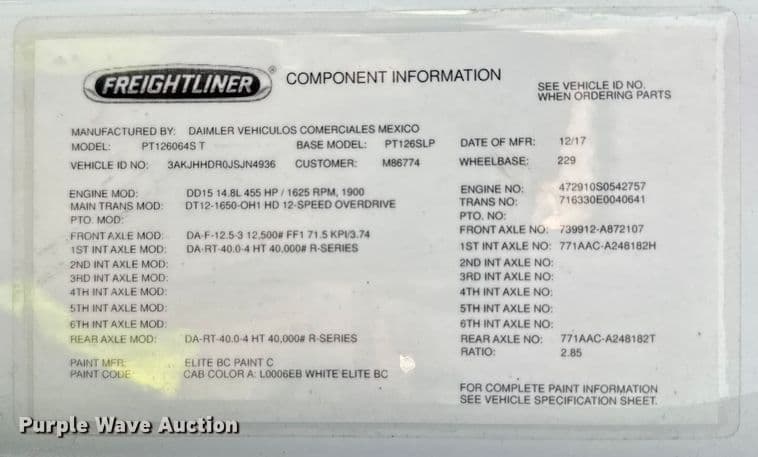 FREIGHTLINER® COMPONENT INFORMATION
SEE VEHICLE ID NO.
WHEN ORDERING PARTS
MANUFACTURED BY: DAIMLER VEHICULOS COMERCIALES MEXICO
MODEL: PT126064S T BASE MODEL: PT126SLP DATE OF MFR: 12/17
VEHICLE ID NO: 3AKJHHDR0JSJN4936 CUSTOMER: M86774 WHEELBASE: 229
ENGINE MOD: DD15 14.8L 455 HP / 1625 RPM, 1900 ENGINE NO: 472910S0542757
MAIN TRANS MOD: DT12-1650-OH1 HD 12-SPEED OVERDRIVE TRANS NO: 716330E0040641
PTO. MOD: PTO. NO:
FRONT AXLE MOD: DA-F-12.5-3 12,500# FF1 71.5 KPI/3.74 FRONT AXLE NO: 739912-A872107
1ST INT AXLE MOD: DA-RT-40.0-4 HT 40,000# R-SERIES 1ST INT AXLE NO: 771AAC-A248182H
2ND INT AXLE MOD: 2ND INT AXLE NO:
3RD INT AXLE MOD: 3RD INT AXLE NO:
4TH INT AXLE MOD: 4TH INT AXLE NO:
5TH INT AXLE MOD: 5TH INT AXLE NO:
6TH INT AXLE MOD: 6TH INT AXLE NO:
REAR AXLE MOD: DA-RT-40.0-4 HT 40,000# R-SERIES REAR AXLE NO: 771AAC-A248182T
RATIO: 2.85
PAINT MFR: ELITE BC PAINT C
PAINT CODE: CAB COLOR A: L0006EB WHITE ELITE BC
FOR COMPLETE PAINT INFORMATION
SEE VEHICLE SPECIFICATION SHEET.
Purple Wave Auction